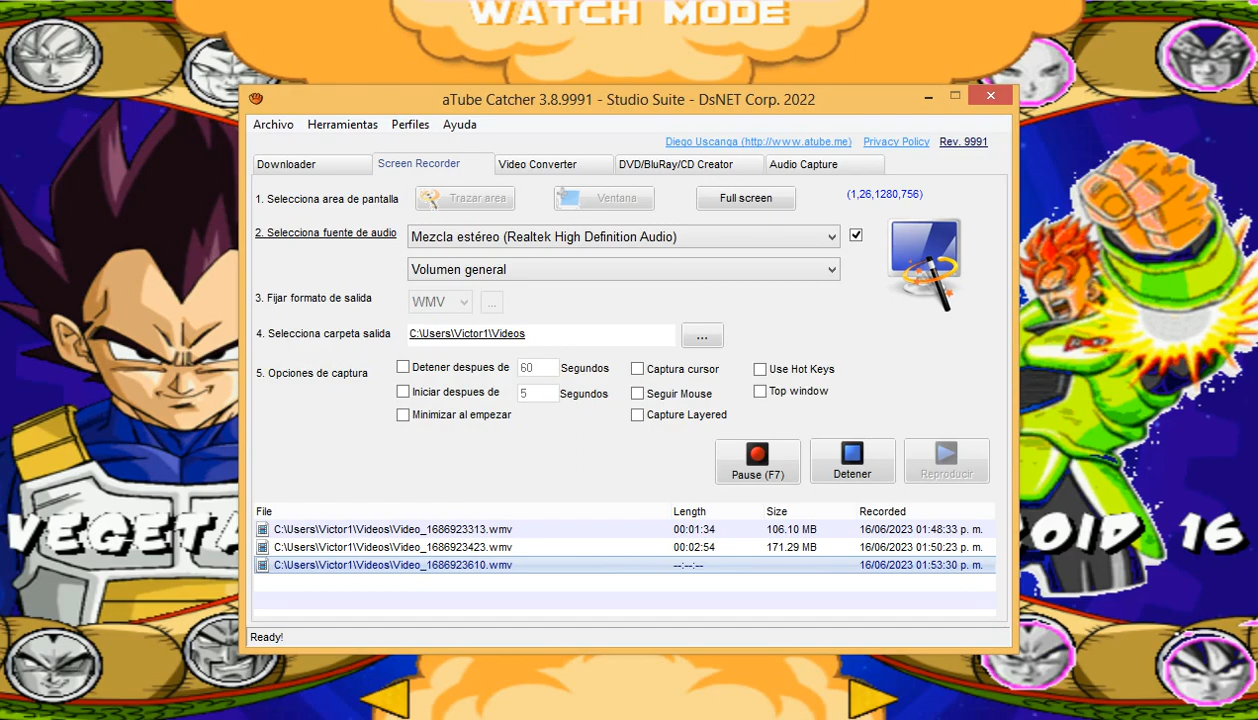 WATCH MODE
aTube Catcher 3.8.9991 - Studio Suite - DsNET Corp. 2022
Archivo Herramientas Perfiles Ayuda
Diego Uscanga (http://www.atube.me) Privacy Policy Rev. 9991
Downloader Screen Recorder Video Converter DVD/BluRay/CD Creator Audio Capture
1. Selecciona area de pantalla Trazar area Ventana Full screen (1,26,1280,756)
2. Selecciona fuente de audio Mezcla estéreo (Realtek High Definition Audio)
Volumen general
3. Fijar formato de salida WMV ...
4. Selecciona carpeta salida C:\Users\Victor1\Videos ...
5. Opciones de captura Detener despues de 60 Segundos Captura cursor Use Hot Keys
Iniciar despues de 5 Segundos Seguir Mouse Top window
Minimizar al empezar Capture Layered
Pause (F7) Detener Reproducir
File Length Size Recorded
C:\Users\Victor1\Videos\Video_1686923313.wmv 00:01:34 106.10 MB 16/06/2023 01:48:33 p. m.
C:\Users\Victor1\Videos\Video_1686923423.wmv 00:02:54 171.29 MB 16/06/2023 01:50:23 p. m.
C:\Users\Victor1\Videos\Video_1686923610.wmv --:--:-- 16/06/2023 01:53:30 p. m.
VEGETA
OID 16
Ready!